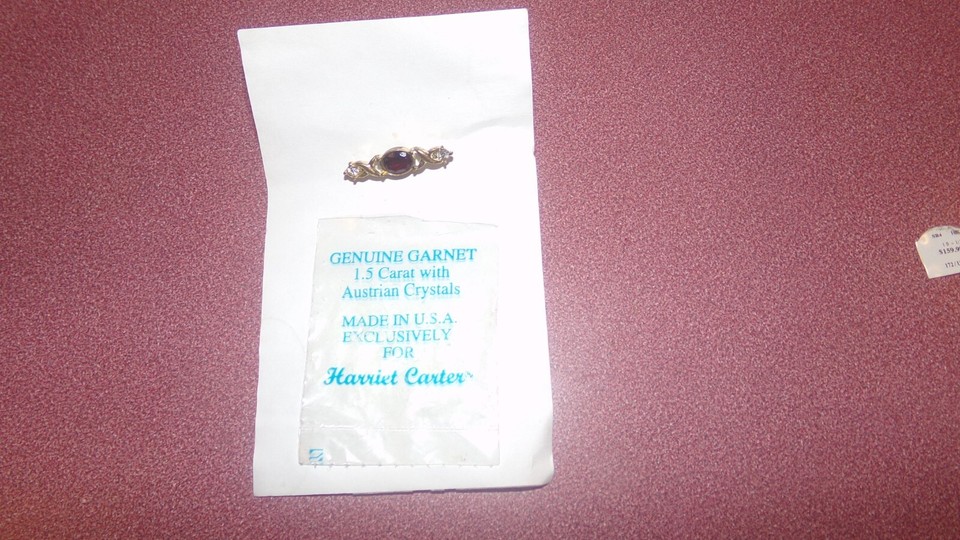 GENUINE GARNET
1.5 Carat with
Austrian Crystals
MADE IN U.S.A.
EXCLUSIVELY
FOR
Harriet Carter